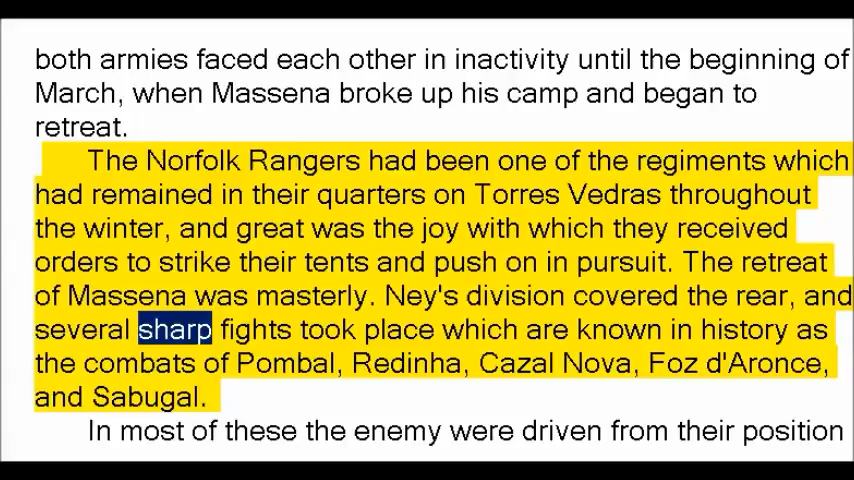 both armies faced each other in inactivity until the beginning of
March, when Massena broke up his camp and began to
retreat.
The Norfolk Rangers had been one of the regiments which
had remained in their quarters on Torres Vedras throughout
the winter, and great was the joy with which they received
orders to strike their tents and push on in pursuit. The retreat
of Massena was masterly. Ney's division covered the rear, and
several sharp fights took place which are known in history as
the combats of Pombal, Redinha, Cazal Nova, Foz d'Aronce,
and Sabugal.
In most of these the enemy were driven from their position